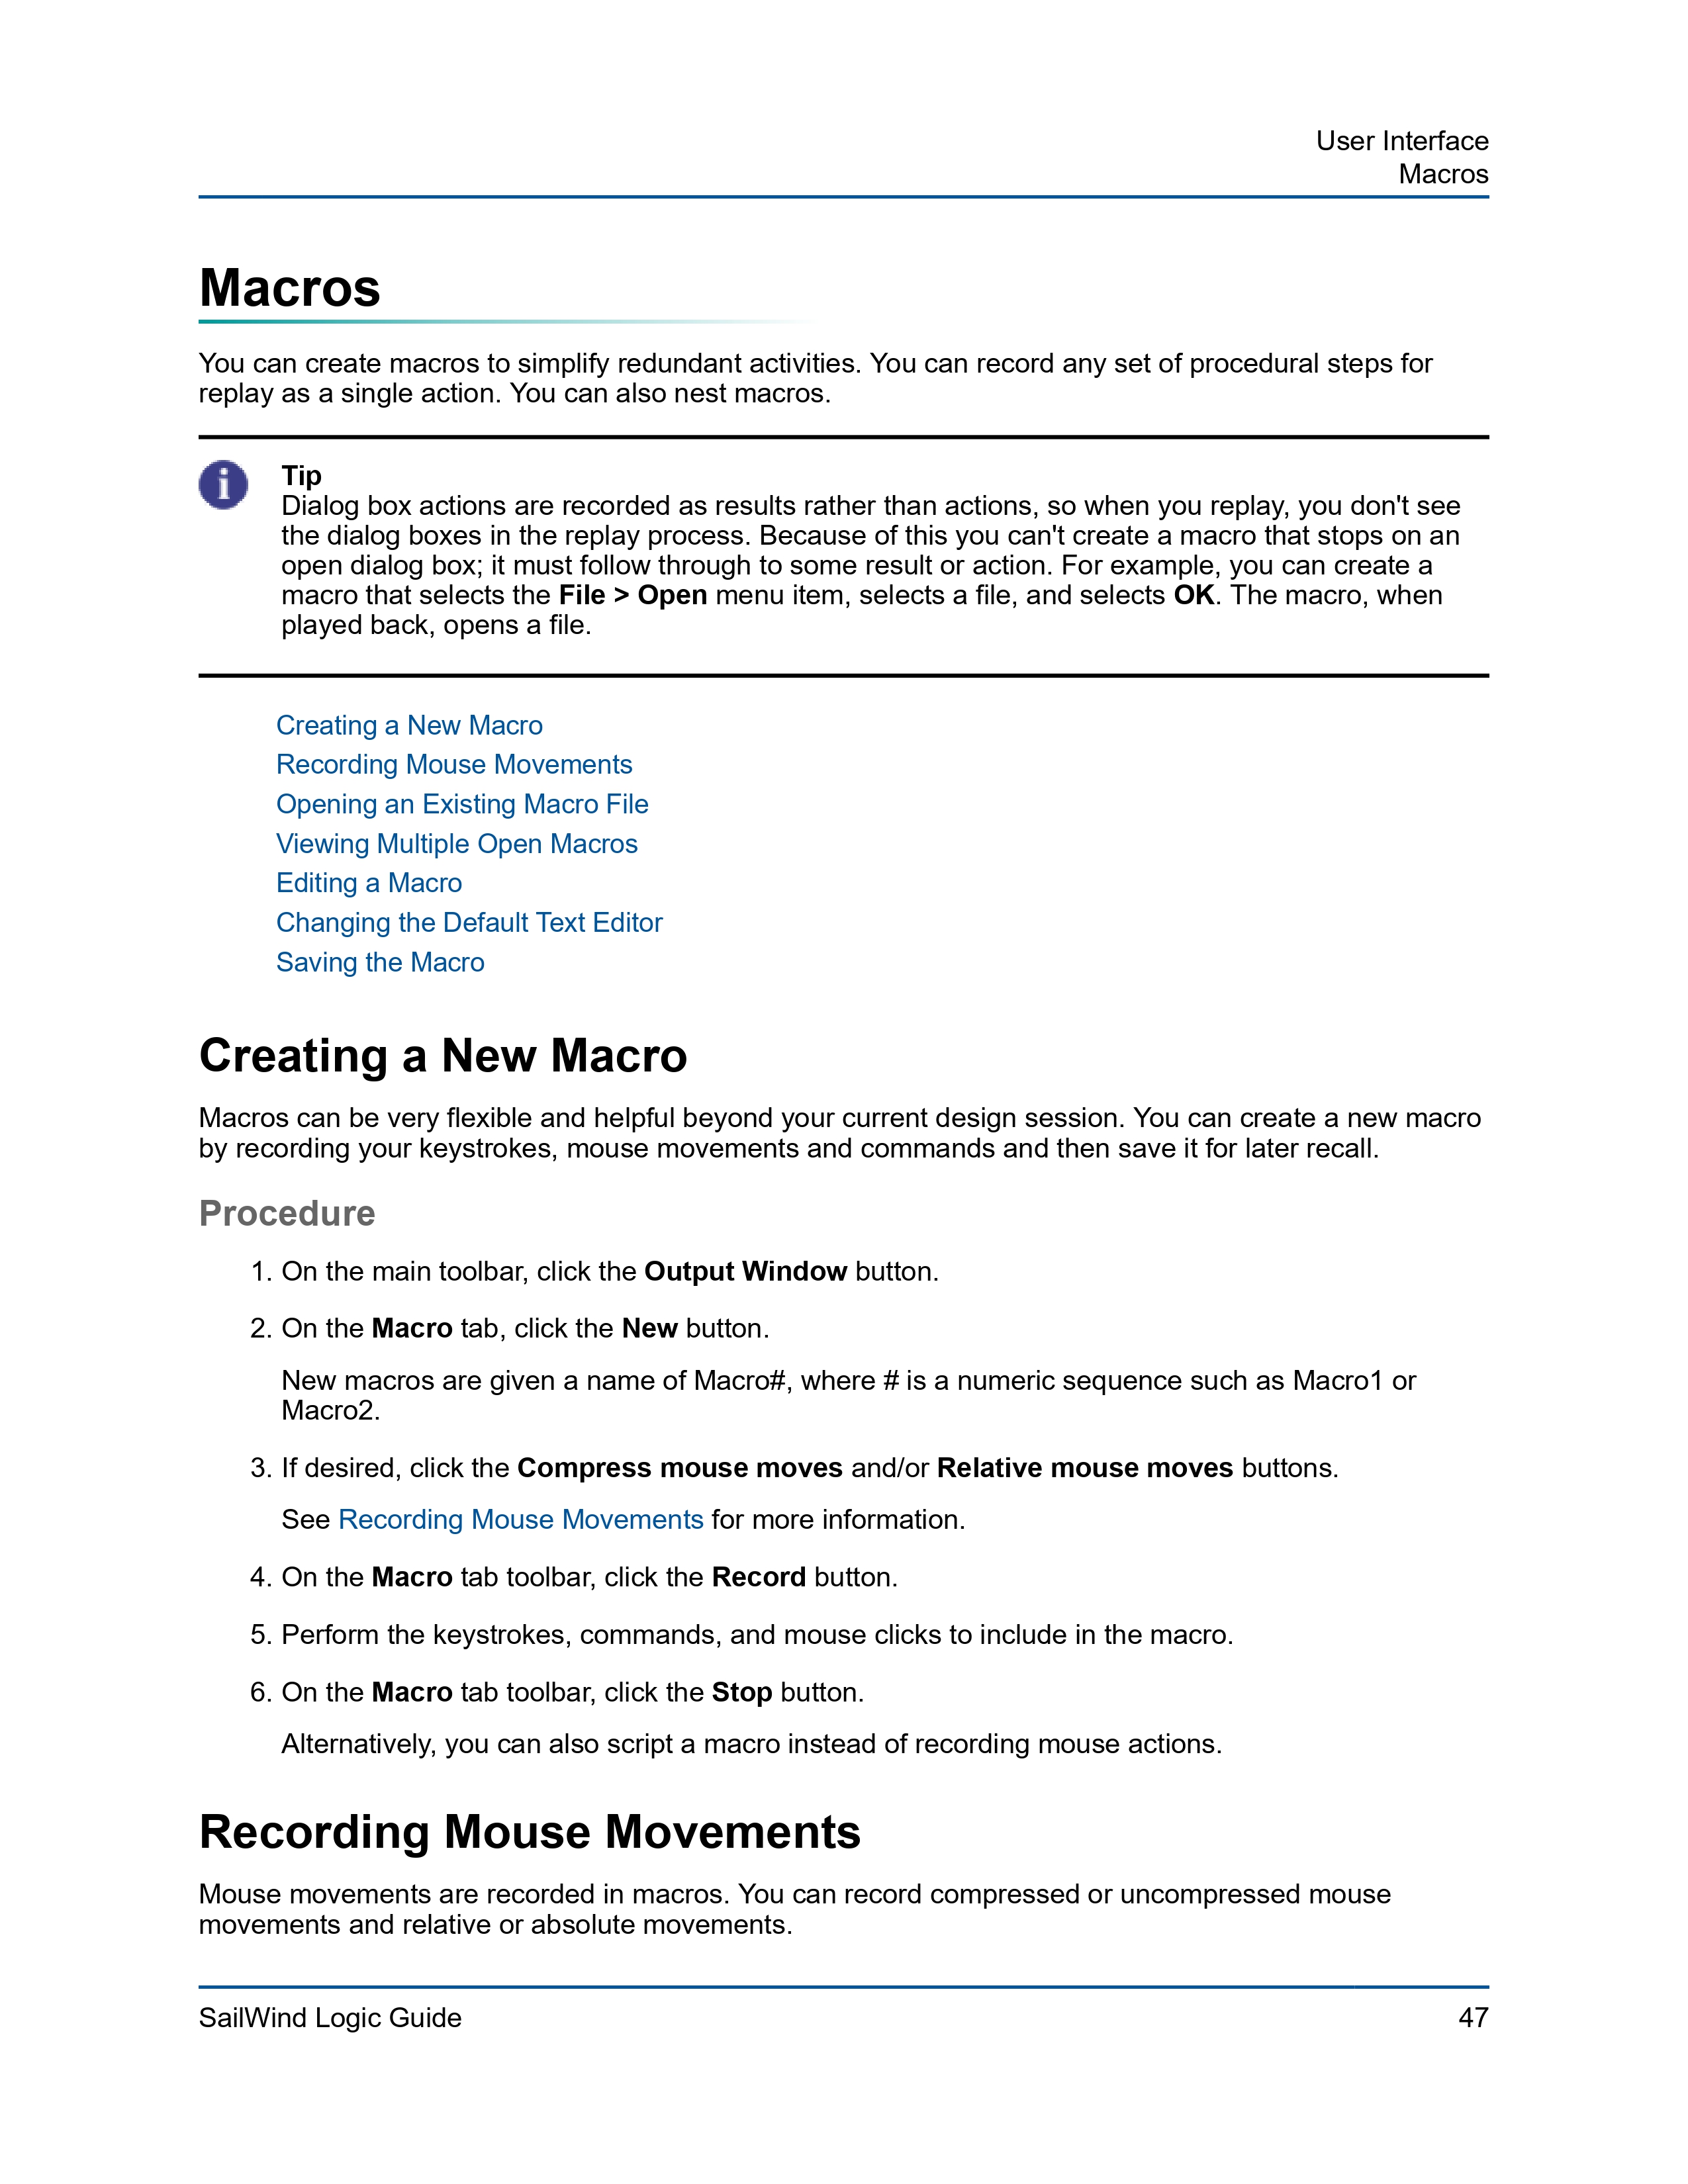 User Interface
Macros
Macros
You can create macros to simplify redundant activities. You can record any set of procedural steps for
replay as a single action. You can also nest macros.
Tip
Dialog box actions are recorded as results rather than actions, so when you replay, you don't see
the dialog boxes in the replay process. Because of this you can't create a macro that stops on an
open dialog box; it must follow through to some result or action. For example, you can create a
macro that selects the File > Open menu item, selects a file, and selects OK. The macro, when
played back, opens a file.
Creating a New Macro
Recording Mouse Movements
Opening an Existing Macro File
Viewing Multiple Open Macros
Editing a Macro
Changing the Default Text Editor
Saving the Macro
Creating a New Macro
Macros can be very flexible and helpful beyond your current design session. You can create a new macro
by recording your keystrokes, mouse movements and commands and then save it for later recall.
Procedure
1. On the main toolbar, click the Output Window button.
2. On the Macro tab, click the New button.
New macros are given a name of Macro#, where # is a numeric sequence such as Macro1 or
Macro2.
3. If desired, click the Compress mouse moves and/or Relative mouse moves buttons.
See Recording Mouse Movements for more information.
4. On the Macro tab toolbar, click the Record button.
5. Perform the keystrokes, commands, and mouse clicks to include in the macro.
6. On the Macro tab toolbar, click the Stop button.
Alternatively, you can also script a macro instead of recording mouse actions.
Recording Mouse Movements
Mouse movements are recorded in macros. You can record compressed or uncompressed mouse
movements and relative or absolute movements.
SailWind Logic Guide
47